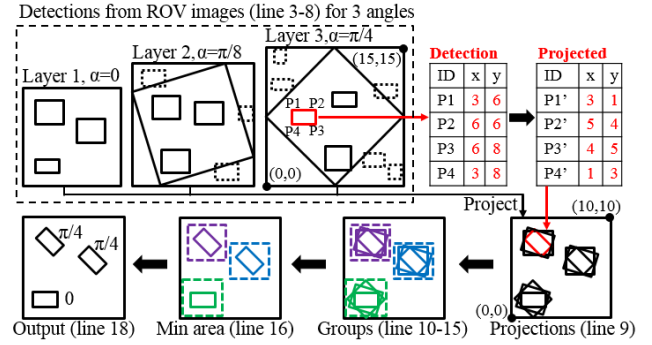 Detections from ROV images (line 3-8) for 3 angles
Layer 1, α=0
Layer 2, α=π/8
Layer 3, α=π/4
(15,15)
P1 P2
P4 P3
(0,0)
Detection
ID x y
P1 3 6
P2 6 6
P3 6 8
P4 3 8
Projected
ID x y
P1' 3 1
P2' 5 4
P3' 4 5
P4' 1 3
Project
(10,10)
(0,0)
π/4
π/4
0
Output (line 18)
Min area (line 16)
Groups (line 10-15)
Projections (line 9)